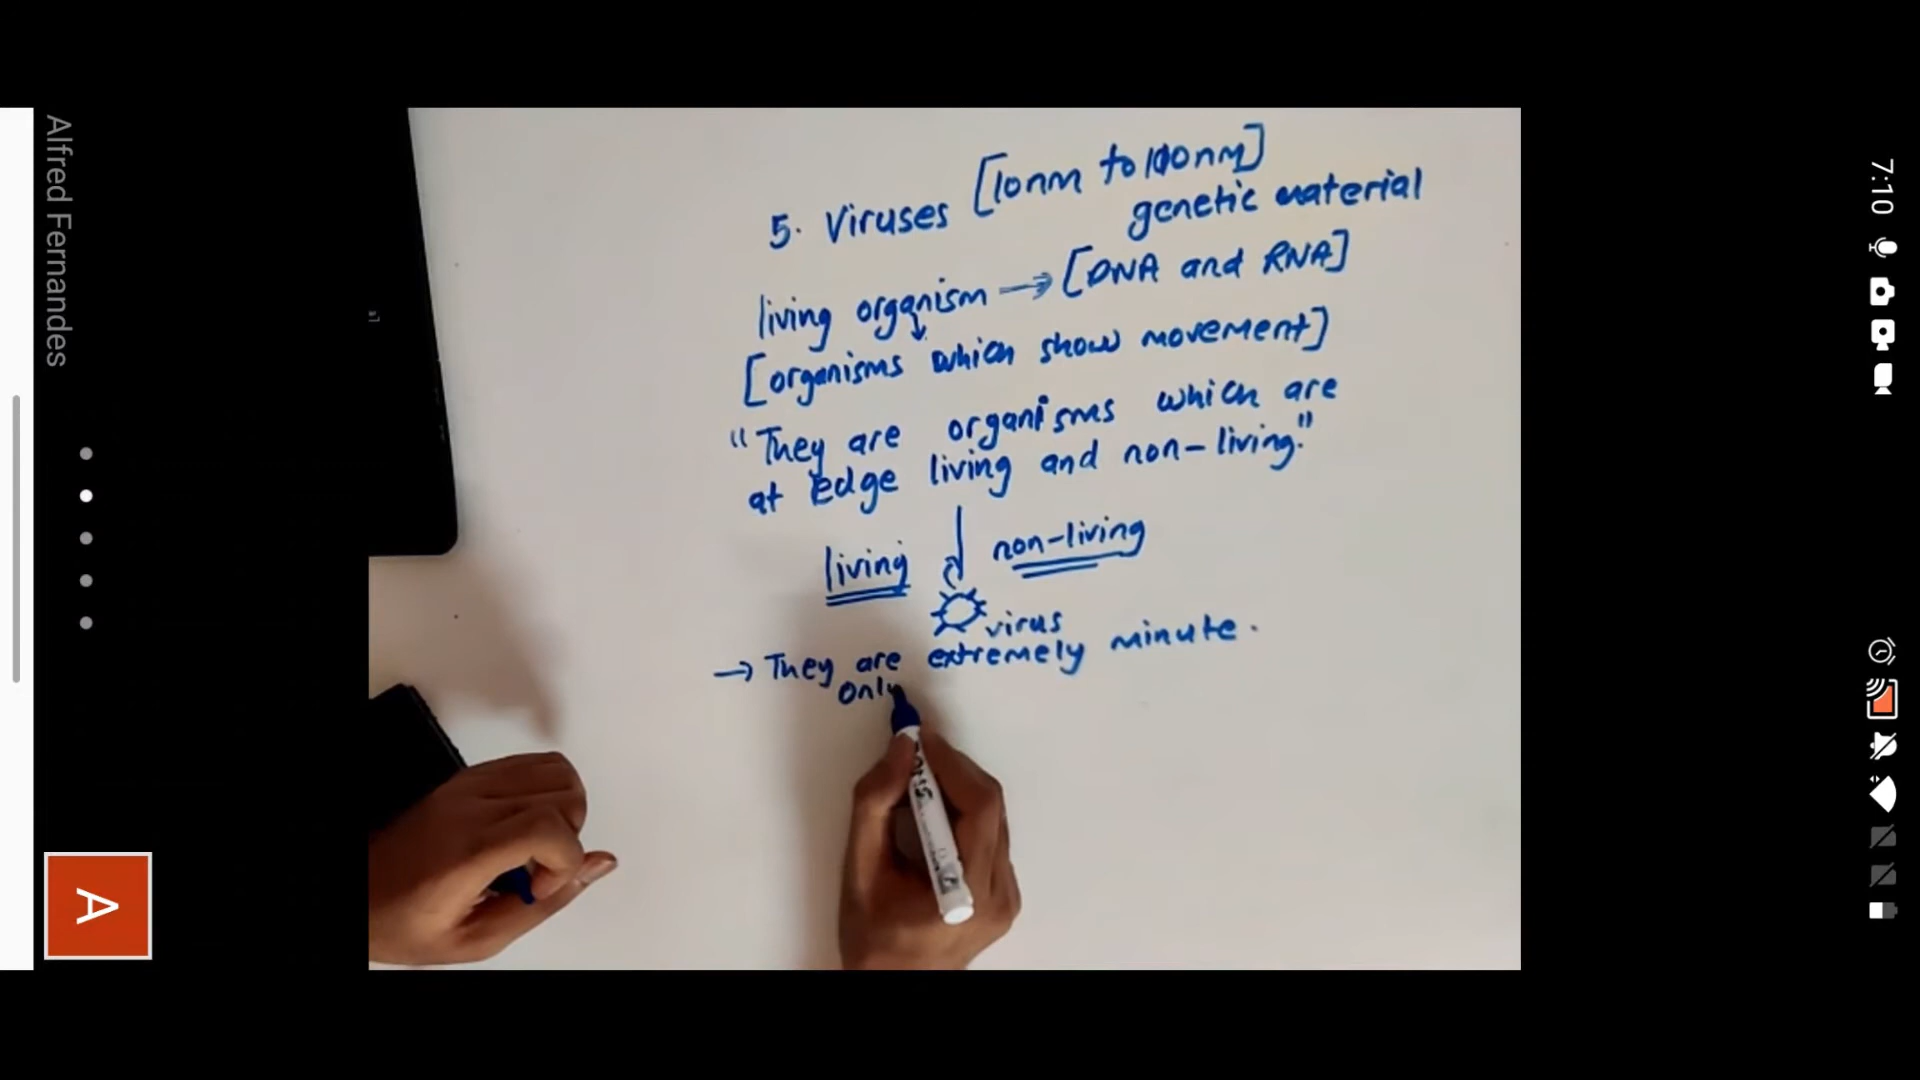 5. Viruses [10nm to 100nm]
genetic material
living organism → [DNA and RNA]
[organisms which show movement]
"They are organisms which are
at edge living and non-living."
living non-living
virus
→ They are extremely minute.
only
Alfred Fernandes
A
7:10